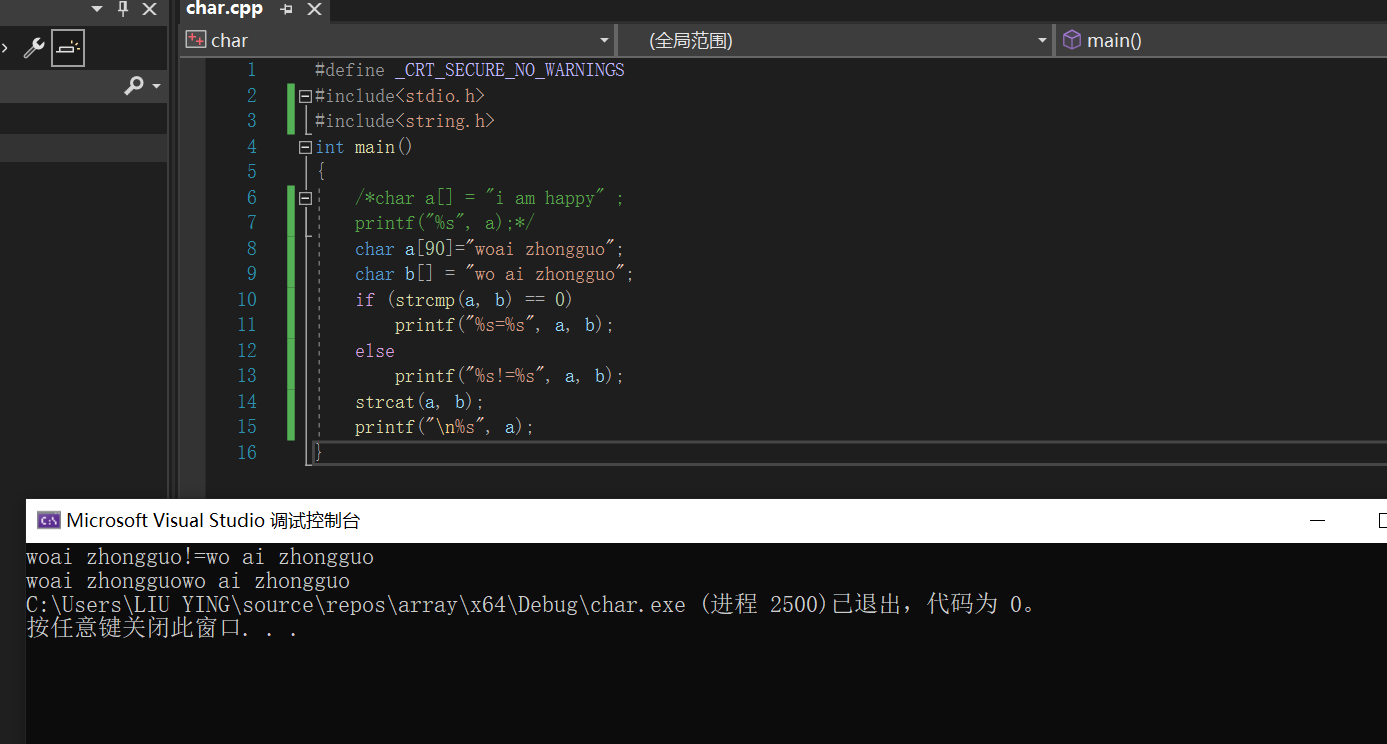 char.cpp
char
(全局范围)
main()
1 #define _CRT_SECURE_NO_WARNINGS
2 #include<stdio.h>
3 #include<string.h>
4 int main()
5 {
6 /*char a[] = "i am happy" ;
7 printf("%s", a);*/
8 char a[90]="woai zhongguo";
9 char b[] = "wo ai zhongguo";
10 if (strcmp(a, b) == 0)
11 printf("%s=%s", a, b);
12 else
13 printf("%s!=%s", a, b);
14 strcat(a, b);
15 printf("\n%s", a);
16 }
C:\ Microsoft Visual Studio 调试控制台
woai zhongguo!=wo ai zhongguo
woai zhongguowo ai zhongguo
C:\Users\LIU YING\source\repos\array\x64\Debug\char.exe (进程 2500)已退出，代码为 0。
按任意键关闭此窗口. . .